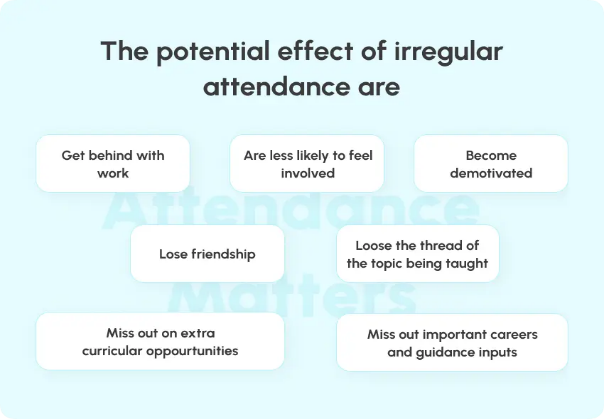 The potential effect of irregular
attendance are
Get behind with
work
Are less likely to feel
involved
Become
demotivated
Attendance
Lose friendship
Loose the thread of
the topic being taught
Matters
Miss out on extra
curricular oppourtunities
Miss out important careers
and guidance inputs